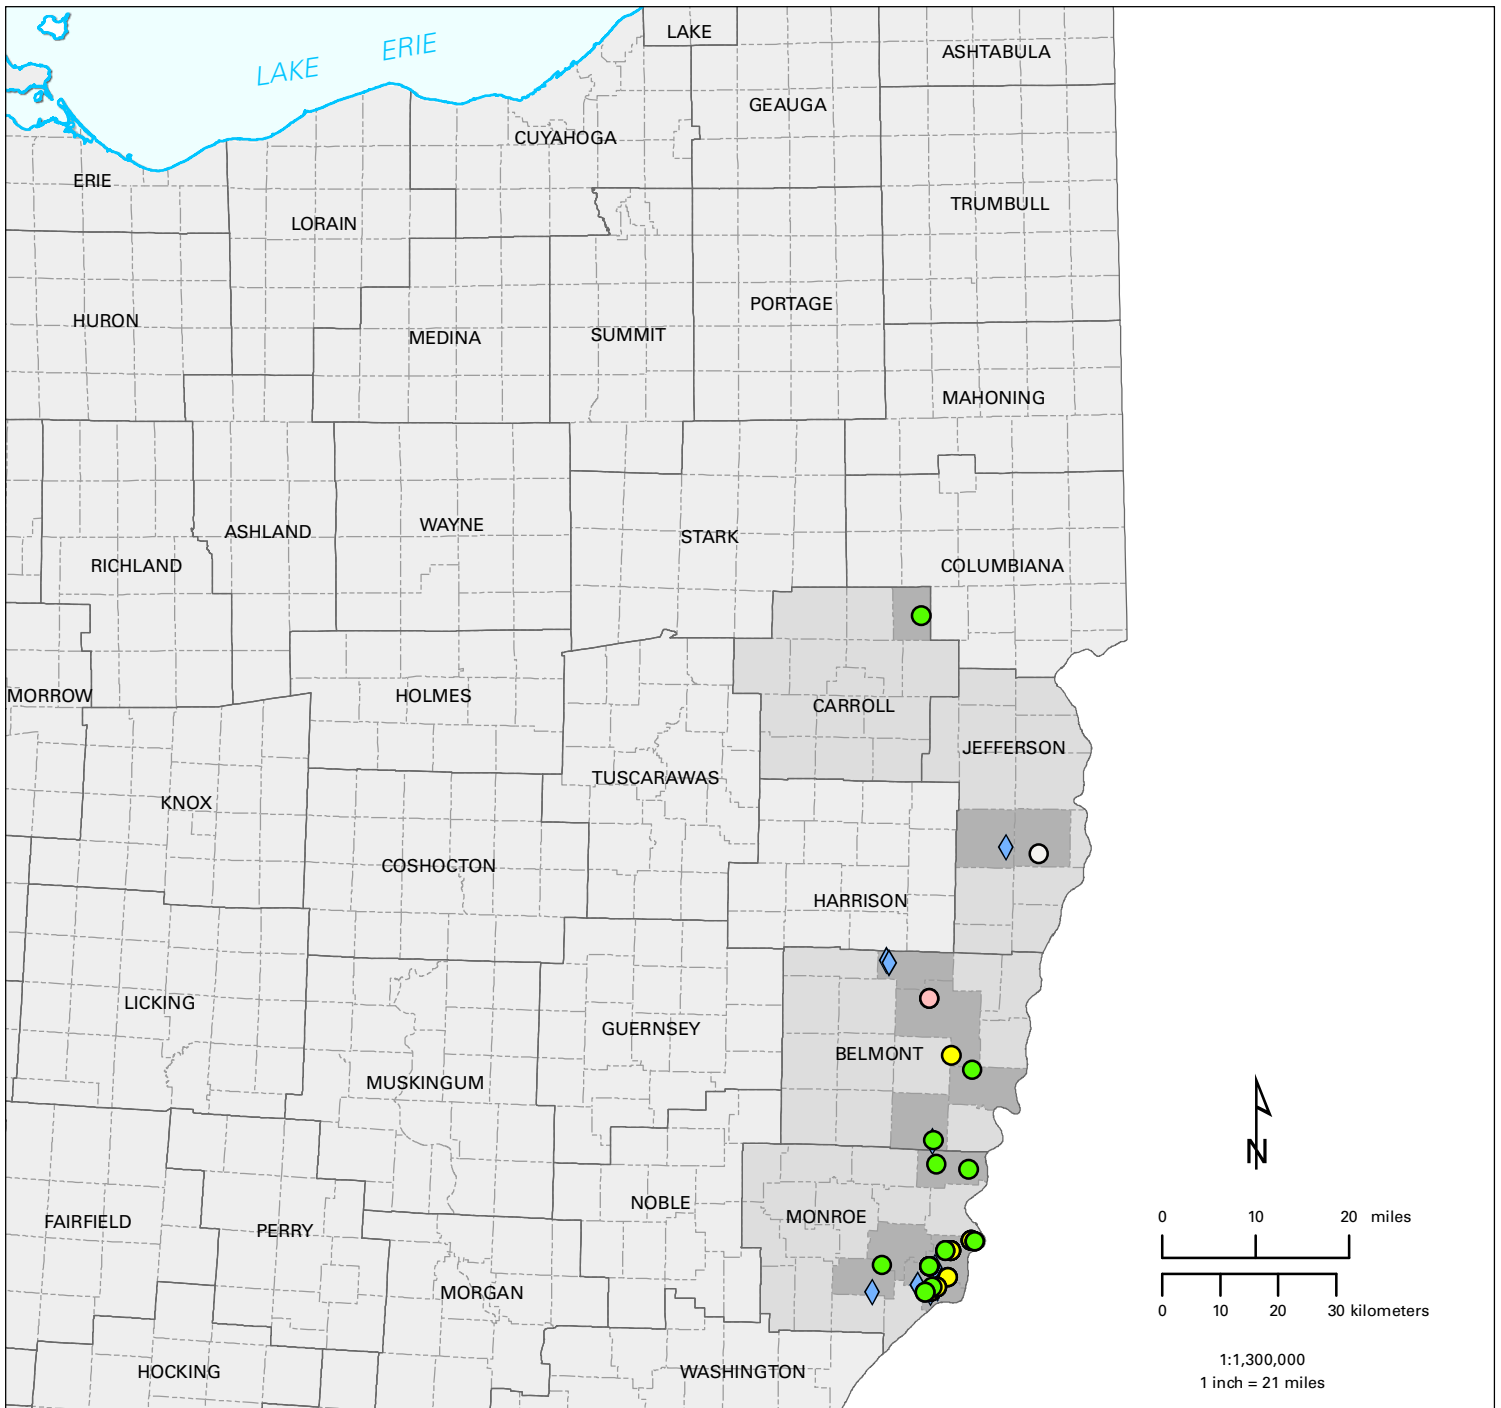 LAKE
ERIE
LAKE
ASHTABULA
GEAUGA
CUYAHOGA
ERIE
TRUMBULL
LORAIN
PORTAGE
HURON
SUMMIT
MEDINA
MAHONING
WAYNE
ASHLAND
STARK
RICHLAND
COLUMBIANA
MORROW
HOLMES
CARROLL
JEFFERSON
TUSCARAWAS
KNOX
COSHOCTON
HARRISON
LICKING
GUERNSEY
BELMONT
MUSKINGUM
N
NOBLE
MONROE
FAIRFIELD
PERRY
0 10 20 miles
MORGAN
0 10 20 30 kilometers
1:1,300,000
HOCKING
WASHINGTON
1 inch = 21 miles